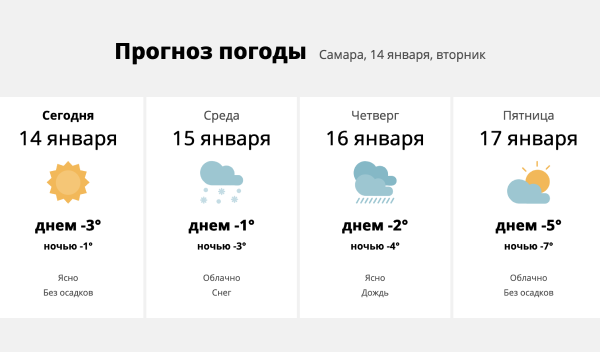 Прогноз погоды Самара, 14 января, вторник
Сегодня
14 января
днем -3°
ночью -1°
Ясно
Без осадков
Среда
15 января
днем -1°
ночью -3°
Облачно
Снег
Четверг
16 января
днем -2°
ночью -4°
Ясно
Дождь
Пятница
17 января
днем -5°
ночью -7°
Облачно
Без осадков